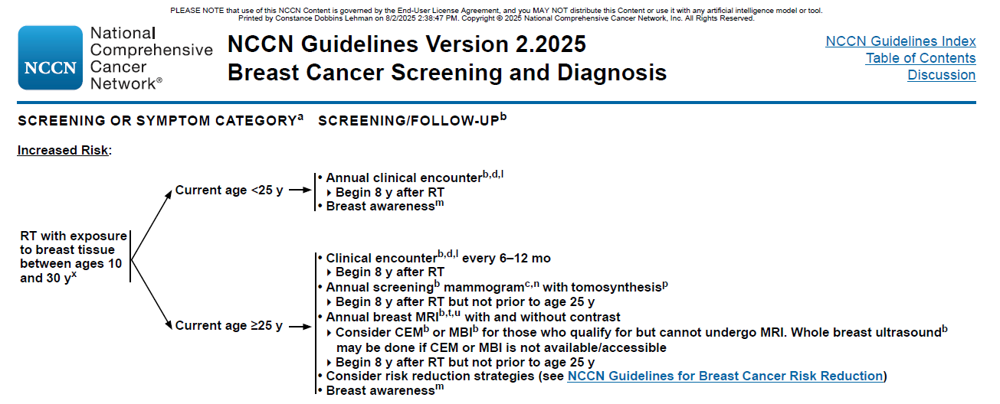 PLEASE NOTE that use of this NCCN Content is governed by the End-User License Agreement, and you MAY NOT distribute this Content or use it with any artificial intelligence model or tool.
Printed by Constance Dobbins Lehman on 8/2/2025 2:38:47 PM. Copyright © 2025 National Comprehensive Cancer Network, Inc. All Rights Reserved.
NCCN
National
Comprehensive
Cancer
Network®
NCCN Guidelines Version 2.2025
Breast Cancer Screening and Diagnosis
NCCN Guidelines Index
Table of Contents
Discussion
SCREENING OR SYMPTOM CATEGORYa
SCREENING/FOLLOW-UPb
Increased Risk:
RT with exposure
to breast tissue
between ages 10
and 30 yx
Current age <25 y
• Annual clinical encounterb,d,l
Begin 8 y after RT
• Breast awarenessm
Current age ≥25 y
• Clinical encounterb,d,l every 6–12 mo
Begin 8 y after RT
• Annual screeningb mammogramc,n with tomosynthesisp
Begin 8 y after RT but not prior to age 25 y
• Annual breast MRIb,t,u with and without contrast
Consider CEMb or MBIb for those who qualify for but cannot undergo MRI. Whole breast ultrasoundb
may be done if CEM or MBI is not available/accessible
Begin 8 y after RT but not prior to age 25 y
• Consider risk reduction strategies (see NCCN Guidelines for Breast Cancer Risk Reduction)
• Breast awarenessm